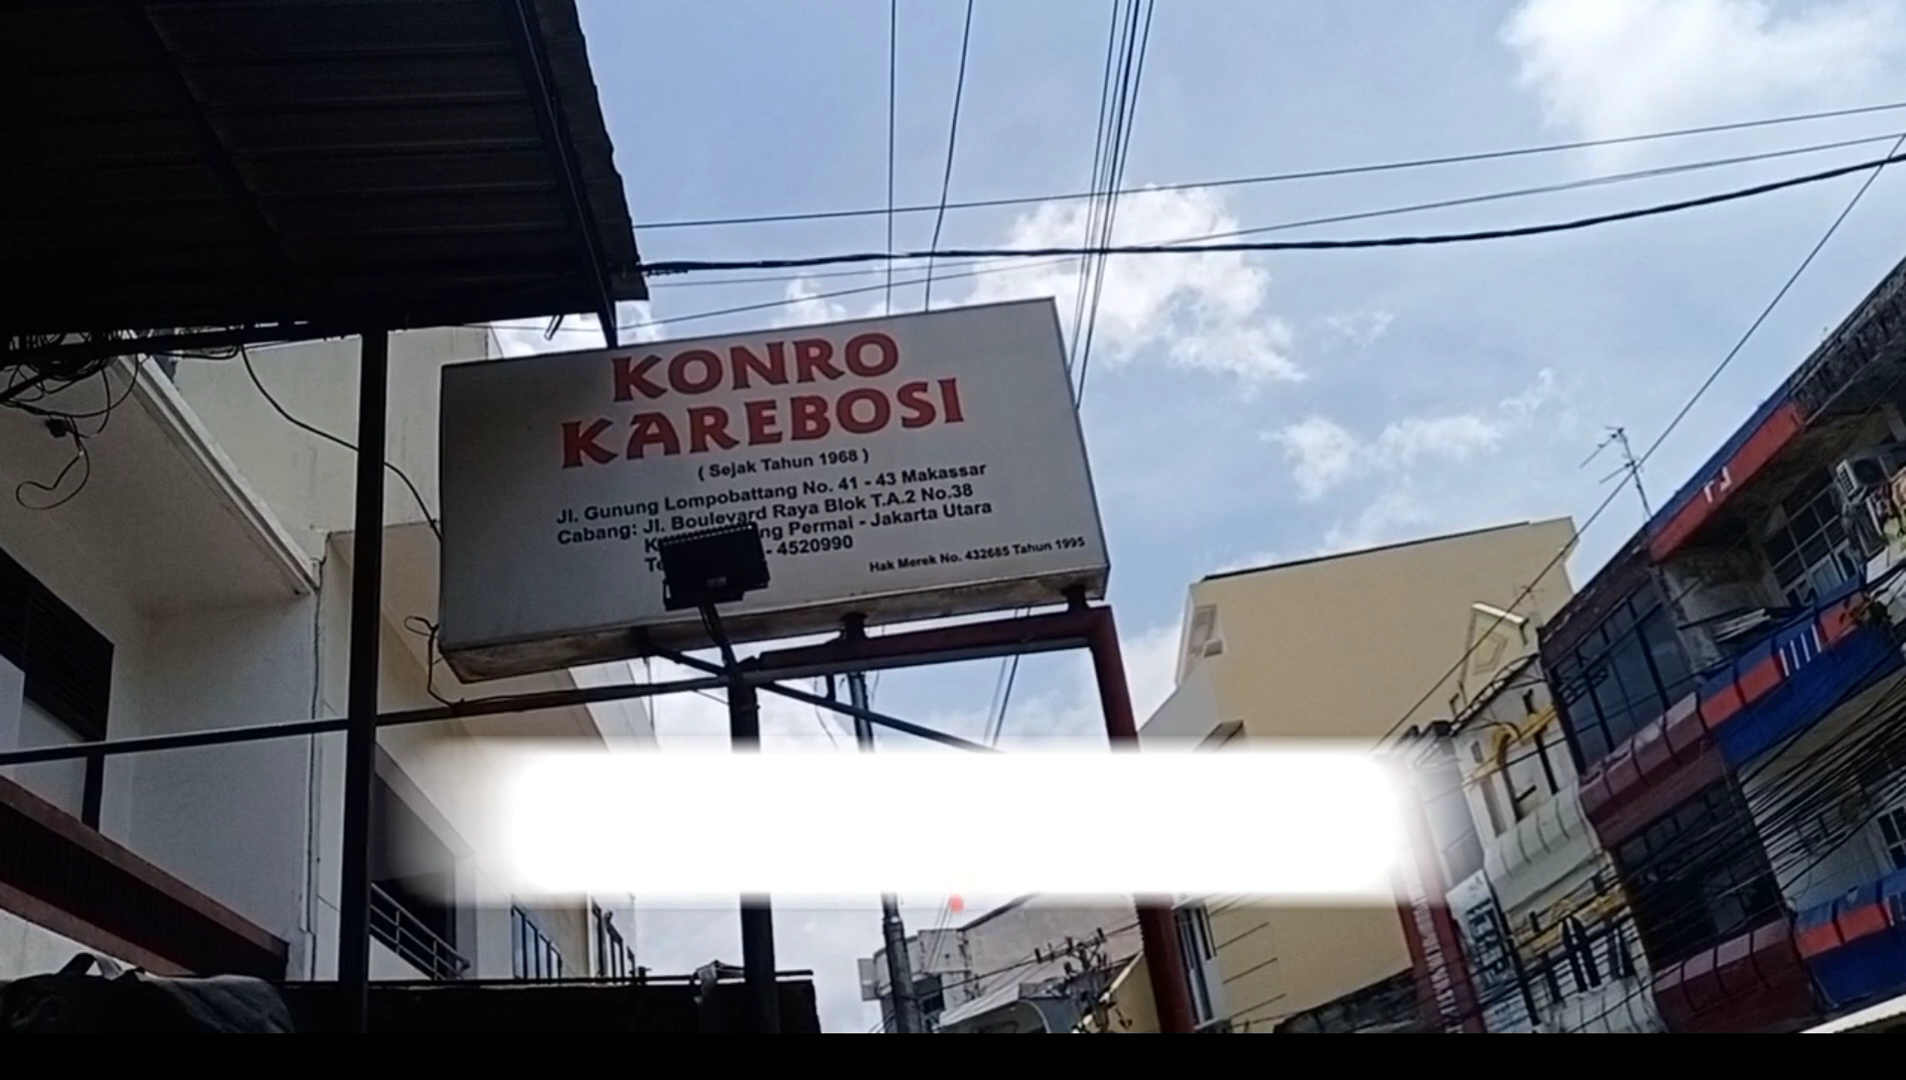 KONRO
KAREBOSI
( Sejak Tahun 1968 )
Jl. Gunung Lompobattang No. 41 - 43 Makassar
Cabang: Jl. Boulevard Raya Blok T.A.2 No.38
Permai - Jakarta Utara
- 4520990
Hak Merek No. 432685 Tahun 1995